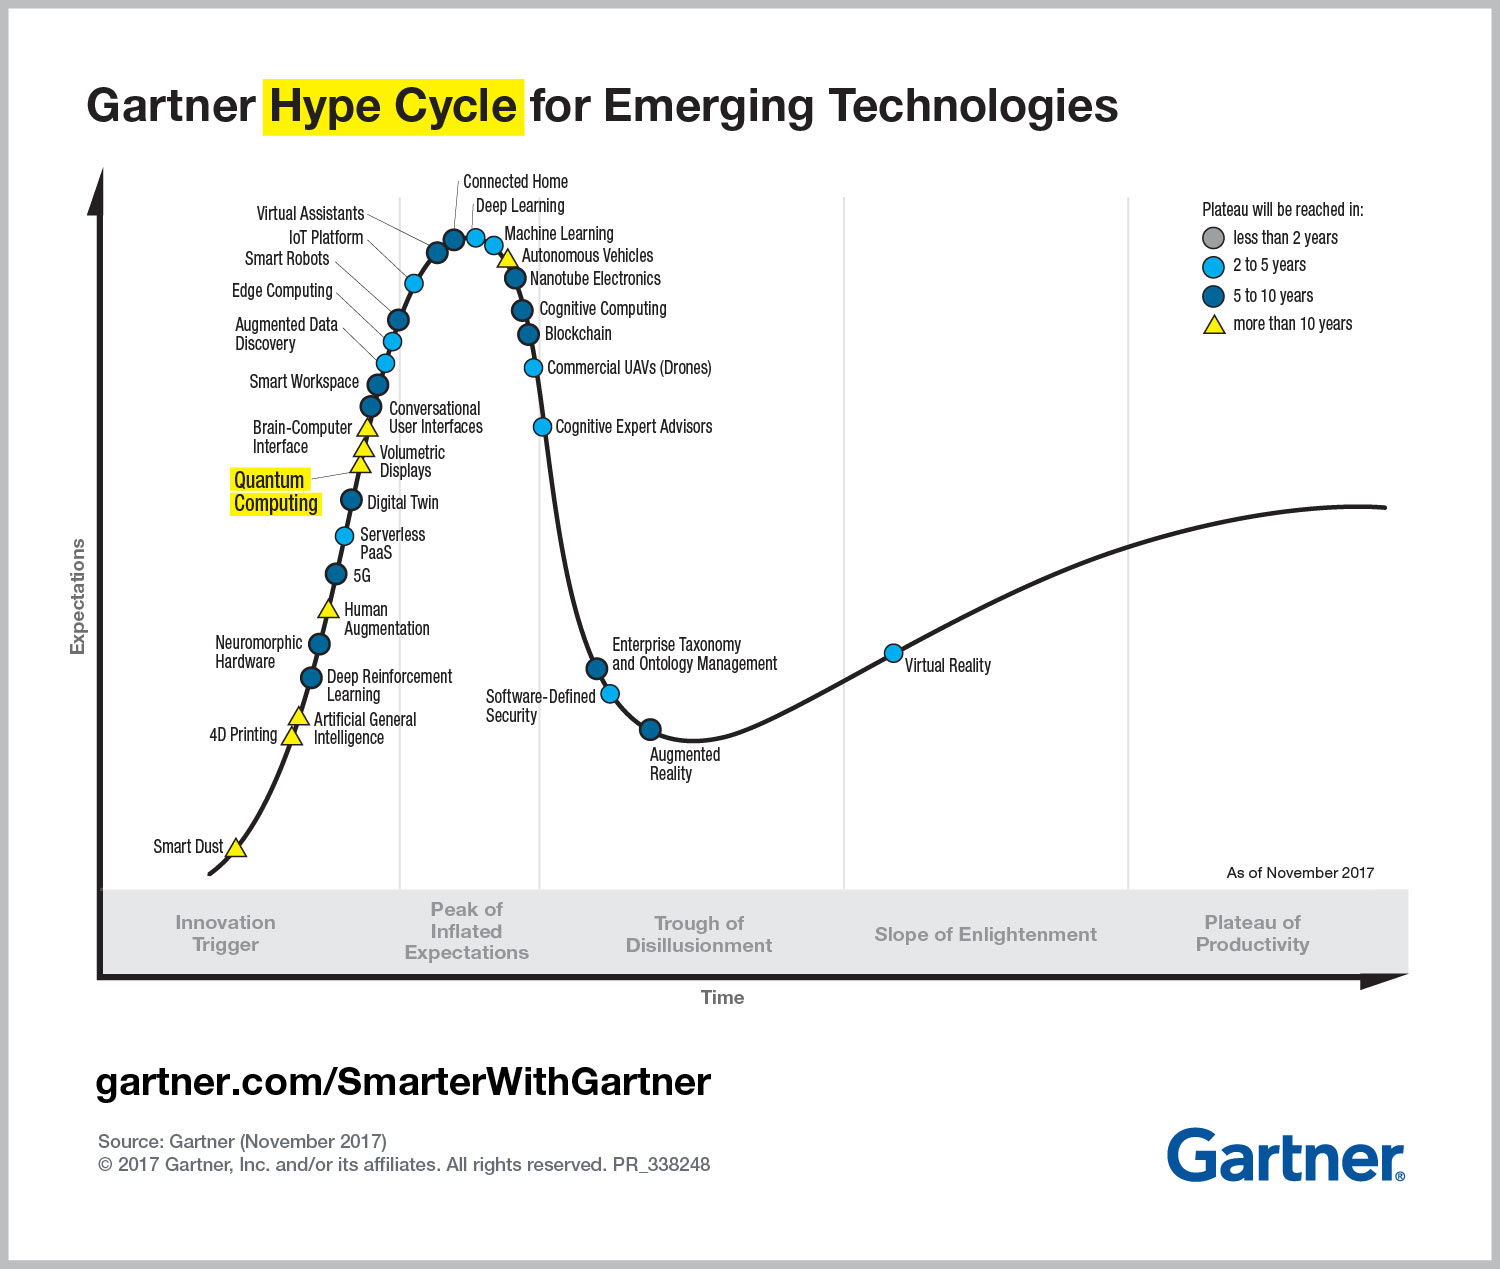 Gartner Hype Cycle for Emerging Technologies
Connected Home
Deep Learning
Virtual Assistants
IoT Platform
Smart Robots
Edge Computing
Augmented Data
Discovery
Smart Workspace
Brain-Computer
Interface
Quantum
Computing
Machine Learning
Autonomous Vehicles
Nanotube Electronics
Cognitive Computing
Blockchain
Commercial UAVs (Drones)
Cognitive Expert Advisors
Conversational
User Interfaces
Volumetric
Displays
Digital Twin
Serverless
PaaS
5G
Human
Augmentation
Neuromorphic
Hardware
Deep Reinforcement
Learning
Artificial General
Intelligence
4D Printing
Smart Dust
Enterprise Taxonomy
and Ontology Management
Software-Defined
Security
Augmented
Reality
Virtual Reality
Plateau will be reached in:
less than 2 years
2 to 5 years
5 to 10 years
more than 10 years
Expectations
As of November 2017
Innovation
Trigger
Peak of
Inflated
Expectations
Trough of
Disillusionment
Slope of Enlightenment
Plateau of
Productivity
Time
gartner.com/SmarterWithGartner
Source: Gartner (November 2017)
© 2017 Gartner, Inc. and/or its affiliates. All rights reserved. PR_338248
Gartner®